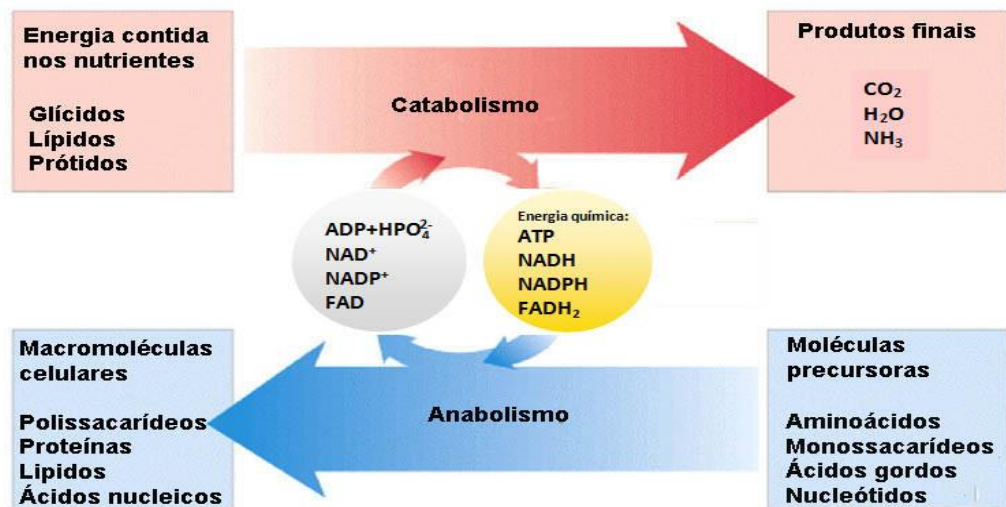 Energia contida
nos nutrientes
Glícidos
Lípidos
Prótidos
Catabolismo
Produtos finais
CO₂
H₂O
NH₃
ADP+HPO₄²⁻
NAD⁺
NADP⁺
FAD
Energia química:
ATP
NADH
NADPH
FADH₂
Macromoléculas
celulares
Polissacarídeos
Proteínas
Lipidos
Ácidos nucleicos
Anabolismo
Moléculas
precursoras
Aminoácidos
Monossacarídeos
Ácidos gordos
Nucleótidos